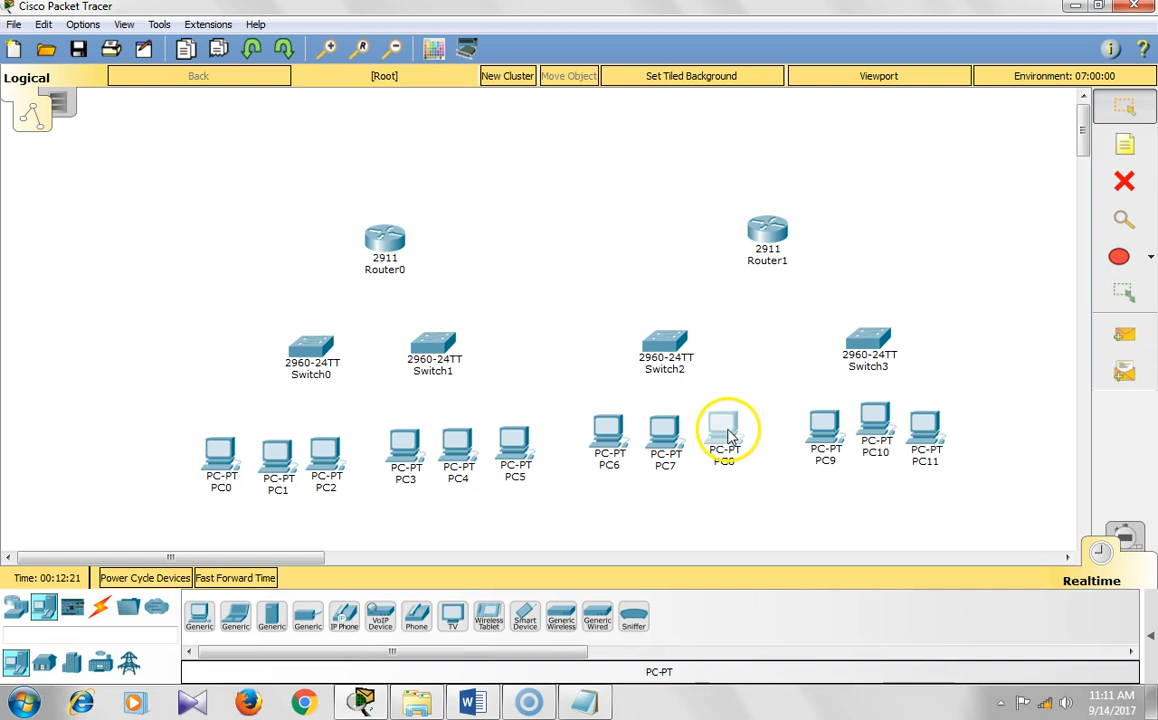 Cisco Packet Tracer
File Edit Options View Tools Extensions Help
Logical
Back
[Root]
New Cluster
Move Object
Set Tiled Background
Viewport
Environment: 07:00:00
2911
Router0
2911
Router1
2960-24TT
Switch0
2960-24TT
Switch1
2960-24TT
Switch2
2960-24TT
Switch3
PC-PT
PC0
PC-PT
PC1
PC-PT
PC2
PC-PT
PC3
PC-PT
PC4
PC-PT
PC5
PC-PT
PC6
PC-PT
PC7
PC-PT
PC8
PC-PT
PC9
PC-PT
PC10
PC-PT
PC11
Time: 00:12:21
Power Cycle Devices
Fast Forward Time
Realtime
Generic
Generic
Generic
Generic
IP Phone
VoIP
Device
Phone
TV
Wireless
Tablet
Smart
Device
Generic
Wireless
Generic
Wired
Sniffer
PC-PT
11:11 AM
9/14/2017